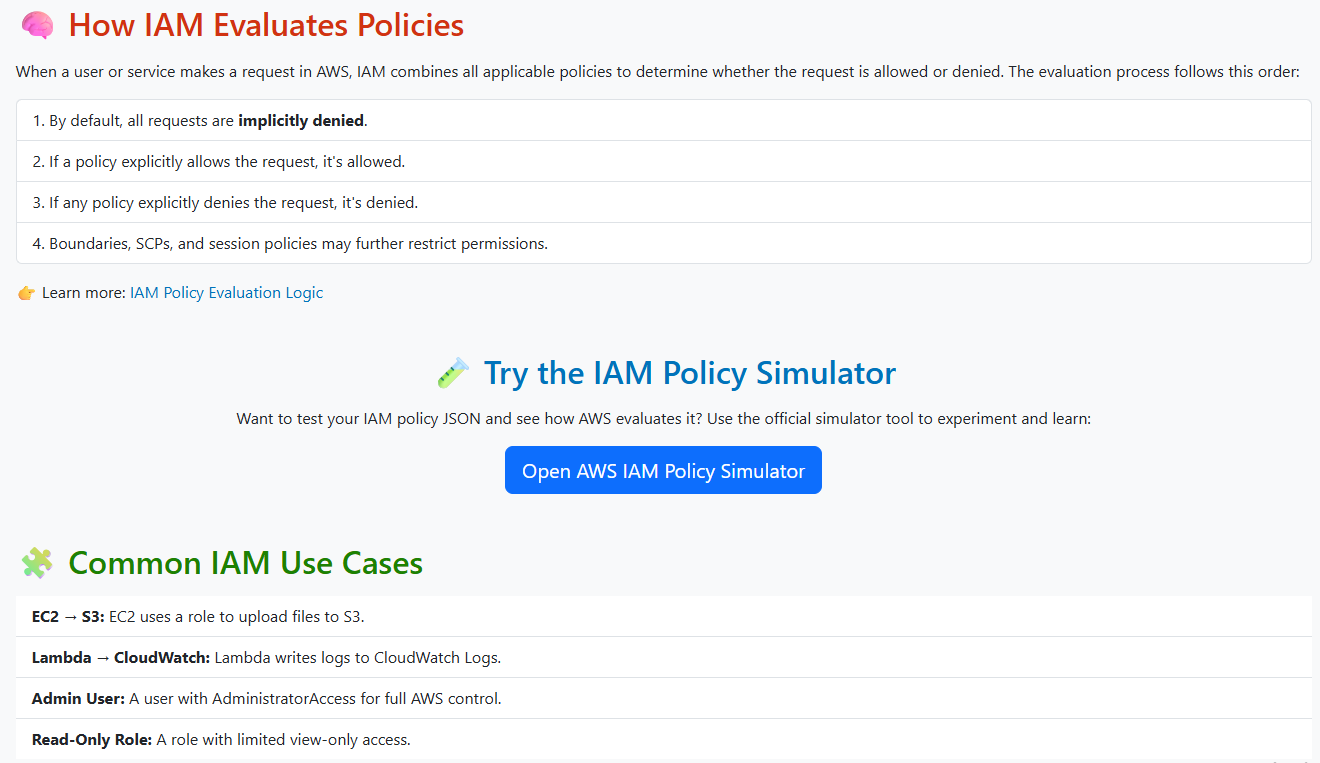 How IAM Evaluates Policies
When a user or service makes a request in AWS, IAM combines all applicable policies to determine whether the request is allowed or denied. The evaluation process follows this order:
1. By default, all requests are implicitly denied.
2. If a policy explicitly allows the request, it's allowed.
3. If any policy explicitly denies the request, it's denied.
4. Boundaries, SCPs, and session policies may further restrict permissions.
Learn more: IAM Policy Evaluation Logic
Try the IAM Policy Simulator
Want to test your IAM policy JSON and see how AWS evaluates it? Use the official simulator tool to experiment and learn:
Open AWS IAM Policy Simulator
Common IAM Use Cases
EC2 → S3: EC2 uses a role to upload files to S3.
Lambda → CloudWatch: Lambda writes logs to CloudWatch Logs.
Admin User: A user with AdministratorAccess for full AWS control.
Read-Only Role: A role with limited view-only access.